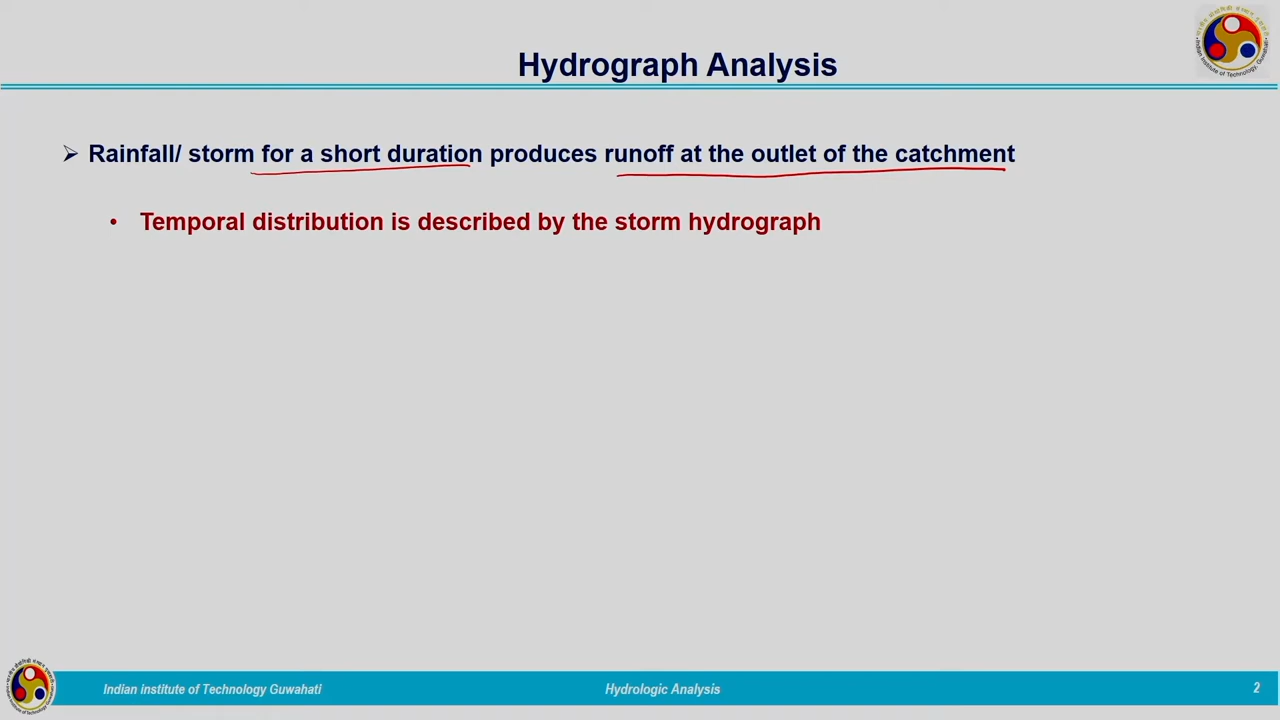 Hydrograph Analysis
➢ Rainfall/ storm for a short duration produces runoff at the outlet of the catchment
• Temporal distribution is described by the storm hydrograph
Indian institute of Technology Guwahati
Hydrologic Analysis
2